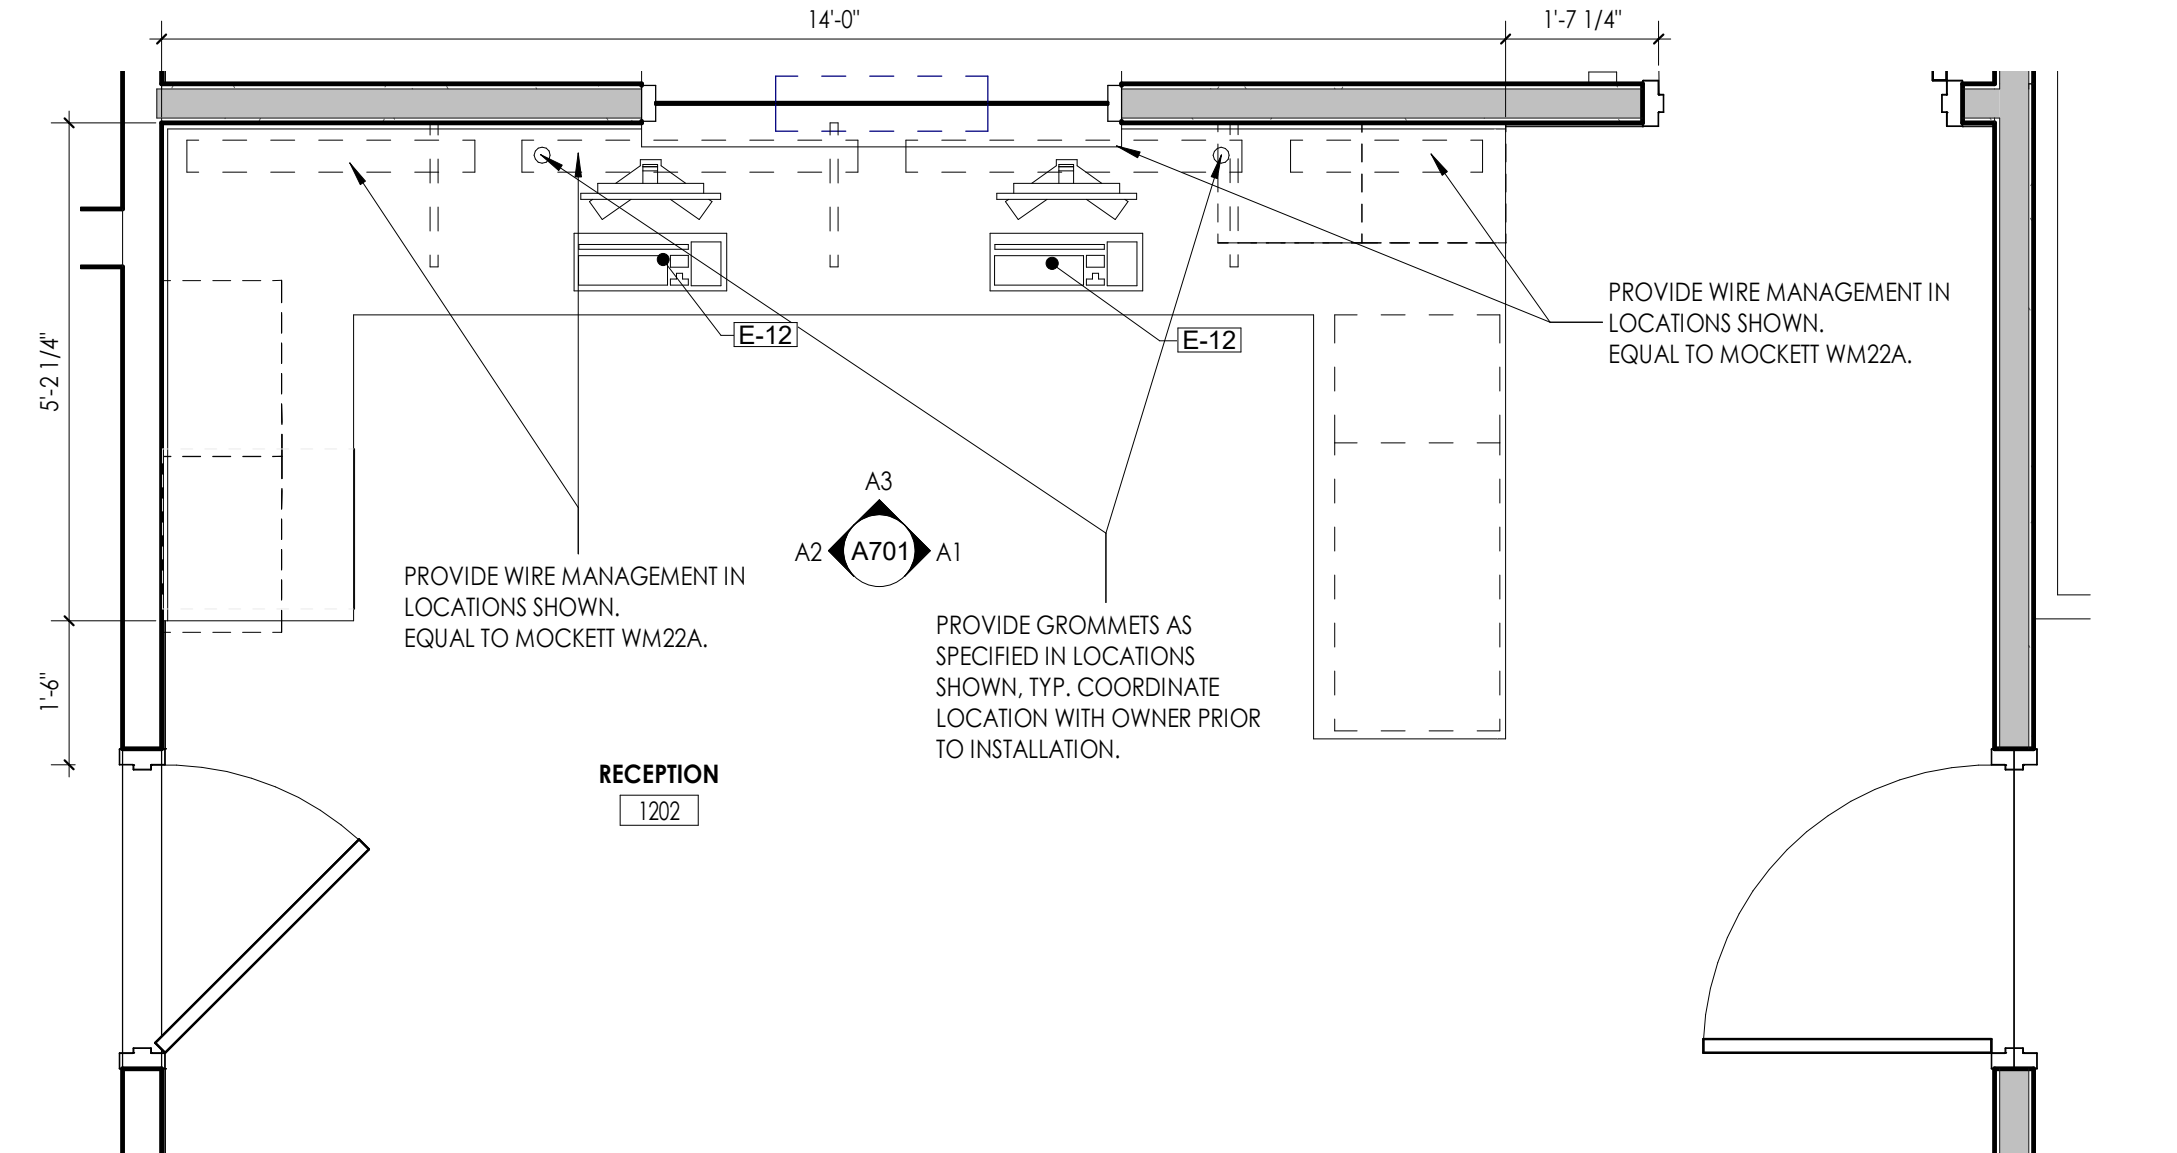 14'-0"
1'-7 1/4"
5'-2 1/4"
1'-6"
E-12
E-12
PROVIDE WIRE MANAGEMENT IN
LOCATIONS SHOWN.
EQUAL TO MOCKETT WM22A.
A3
A2
A701
A1
PROVIDE WIRE MANAGEMENT IN
LOCATIONS SHOWN.
EQUAL TO MOCKETT WM22A.
PROVIDE GROMMETS AS
SPECIFIED IN LOCATIONS
SHOWN, TYP. COORDINATE
LOCATION WITH OWNER PRIOR
TO INSTALLATION.
RECEPTION
1202